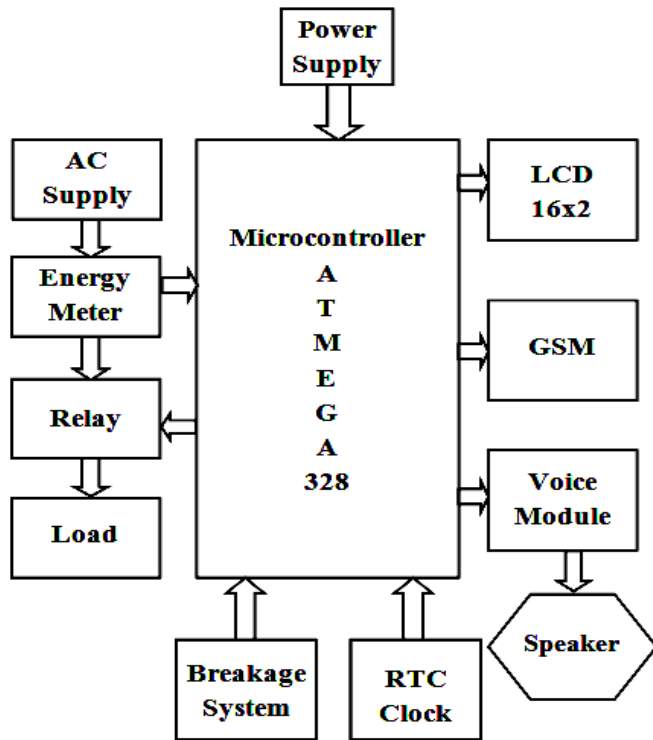 Power
Supply
AC
Supply
Energy
Meter
Relay
Load
Microcontroller
A
T
M
E
G
A
328
LCD
16x2
GSM
Voice
Module
Speaker
Breakage
System
RTC
Clock